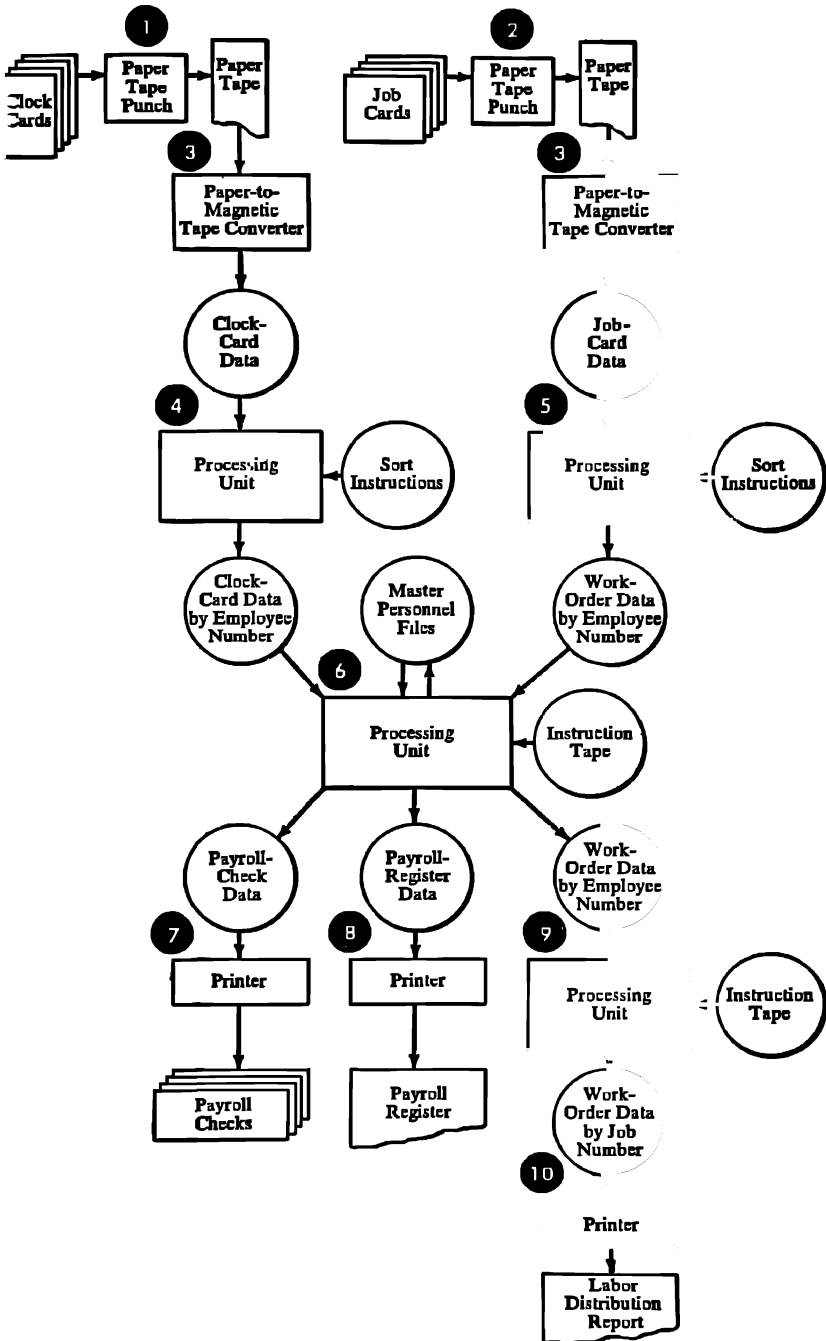 1
2
Clock
Cards
Paper
Tape
Punch
Paper
Tape
Job
Cards
Paper
Tape
Punch
Paper
Tape
3
3
Paper-to-
Magnetic
Tape Converter
Paper-to-
Magnetic
Tape Converter
Clock-
Card
Data
Job-
Card
Data
4
5
Processing
Unit
Sort
Instructions
Processing
Unit
Sort
Instructions
Clock-
Card Data
by Employee
Number
Master
Personnel
Files
Work-
Order Data
by Employee
Number
6
Processing
Unit
Instruction
Tape
Payroll-
Check
Data
Payroll-
Register
Data
Work-
Order Data
by Employee
Number
7
8
9
Printer
Printer
Processing
Unit
Instruction
Tape
Payroll
Checks
Payroll
Register
Work-
Order Data
by Job
Number
10
Printer
Labor
Distribution
Report